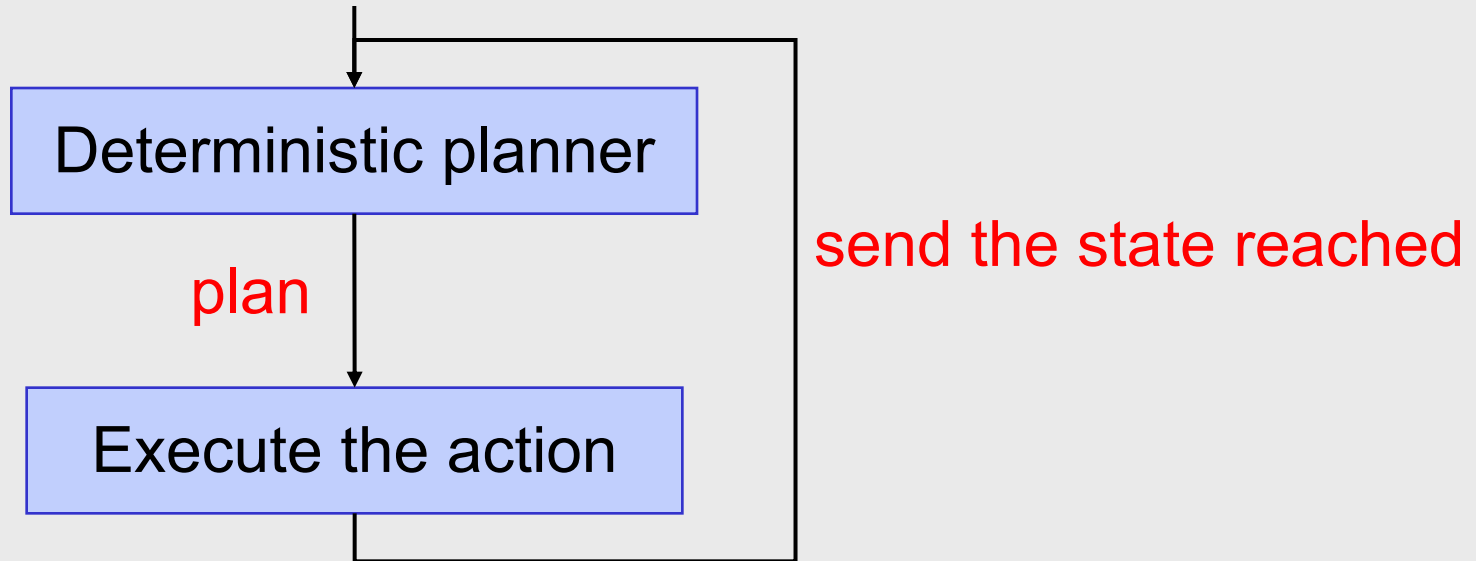 Deterministic planner
send the state reached
plan
Execute the action